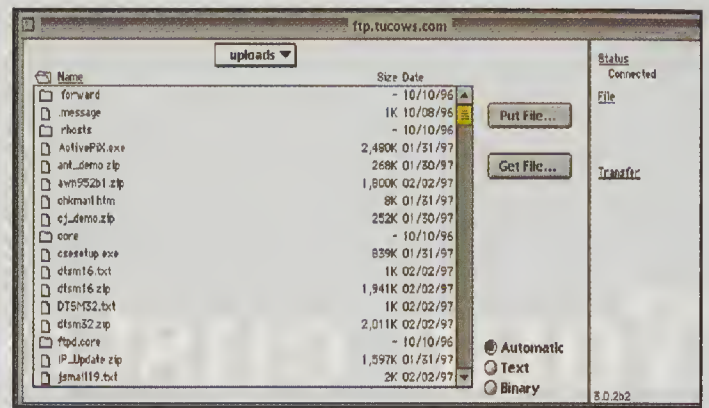 ftp.tucows.com
uploads
Name Size Date
.forward - 10/10/96
.message 1K 10/08/96
.rhosts - 10/10/96
ActivePiX.exe 2,480K 01/31/97
ant_demo.zip 268K 01/30/97
awn952b1.zip 1,800K 02/02/97
chkmail.htm 8K 01/31/97
cj_demo.zip 252K 01/30/97
core - 10/10/96
csesetup.exe 839K 01/31/97
dtsm16.txt 1K 02/02/97
dtsm16.zip 1,941K 02/02/97
DTSM32.txt 1K 02/02/97
dtsm32.zip 2,011K 02/02/97
ftpd.core - 10/10/96
IP_Update.zip 1,597K 01/31/97
jsmail19.txt 2K 02/02/97
Put File...
Get File...
Automatic
Text
Binary
Status
Connected
File
Transfer
3.0.2b2